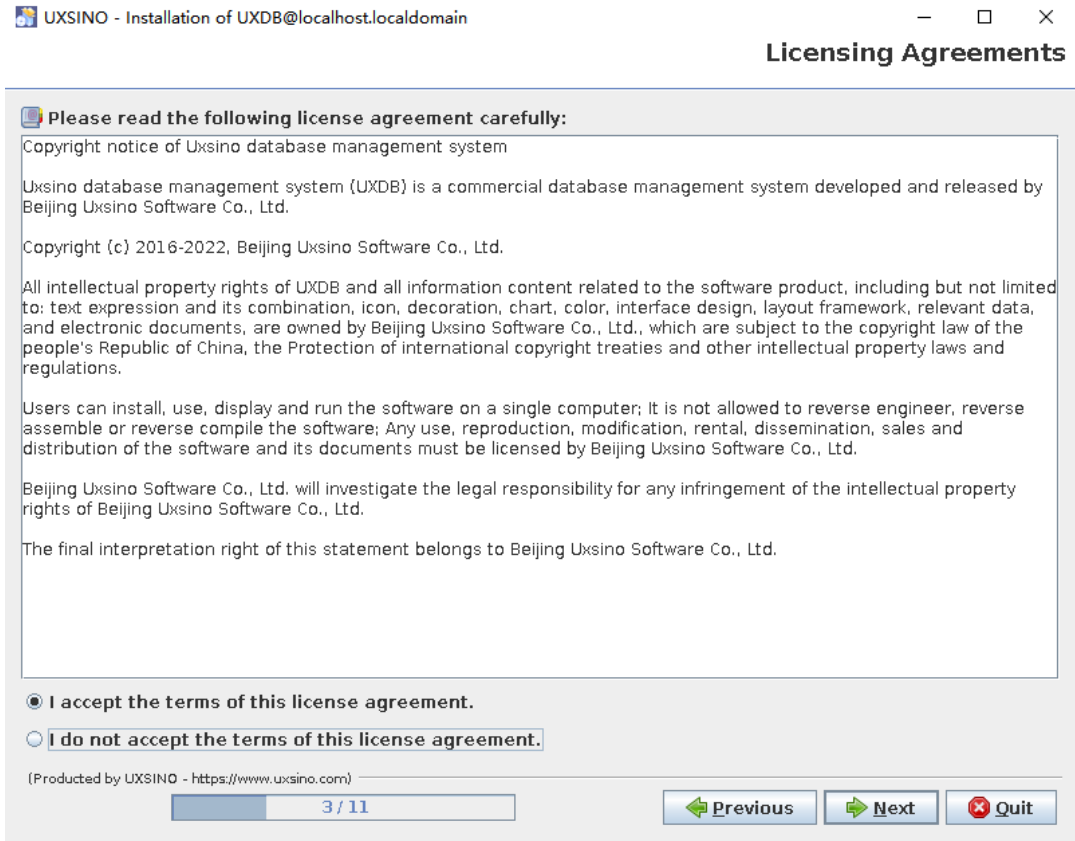 UXSINO - Installation of UXDB@localhost.localdomain
Licensing Agreements
Please read the following license agreement carefully:
Copyright notice of Uxsino database management system
Uxsino database management system (UXDB) is a commercial database management system developed and released by
Beijing Uxsino Software Co., Ltd.
Copyright (c) 2016-2022, Beijing Uxsino Software Co., Ltd.
All intellectual property rights of UXDB and all information content related to the software product, including but not limited
to: text expression and its combination, icon, decoration, chart, color, interface design, layout framework, relevant data,
and electronic documents, are owned by Beijing Uxsino Software Co., Ltd., which are subject to the copyright law of the
people's Republic of China, the Protection of international copyright treaties and other intellectual property laws and
regulations.
Users can install, use, display and run the software on a single computer; It is not allowed to reverse engineer, reverse
assemble or reverse compile the software; Any use, reproduction, modification, rental, dissemination, sales and
distribution of the software and its documents must be licensed by Beijing Uxsino Software Co., Ltd.
Beijing Uxsino Software Co., Ltd. will investigate the legal responsibility for any infringement of the intellectual property
rights of Beijing Uxsino Software Co., Ltd.
The final interpretation right of this statement belongs to Beijing Uxsino Software Co., Ltd.
I accept the terms of this license agreement.
I do not accept the terms of this license agreement.
(Producted by UXSINO - https://www.uxsino.com)
3 / 11
Previous
Next
Quit